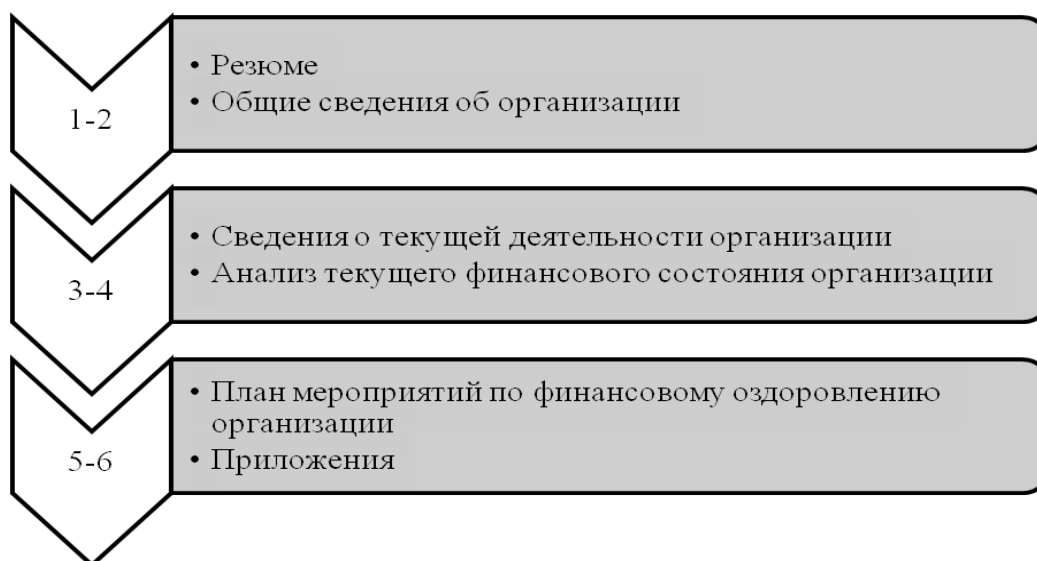 1-2
• Резюме
• Общие сведения об организации
3-4
• Сведения о текущей деятельности организации
• Анализ текущего финансового состояния организации
5-6
• План мероприятий по финансовому оздоровлению
организации
• Приложения